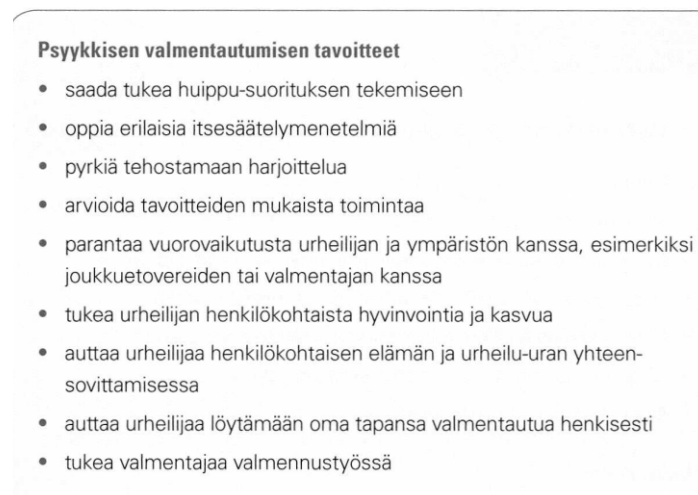 Psyykkisen valmentautumisen tavoitteet
• saada tukea huippu-suorituksen tekemiseen
• oppia erilaisia itsesäätelymenetelmiä
• pyrkiä tehostamaan harjoittelua
• arvioida tavoitteiden mukaista toimintaa
• parantaa vuorovaikutusta urheilijan ja ympäristön kanssa, esimerkiksi
joukkuetovereiden tai valmentajan kanssa
• tukea urheilijan henkilökohtaista hyvinvointia ja kasvua
• auttaa urheilijaa henkilökohtaisen elämän ja urheilu-uran yhteen-
sovittamisessa
• auttaa urheilijaa löytämään oma tapansa valmentautua henkisesti
• tukea valmentajaa valmennustyössä